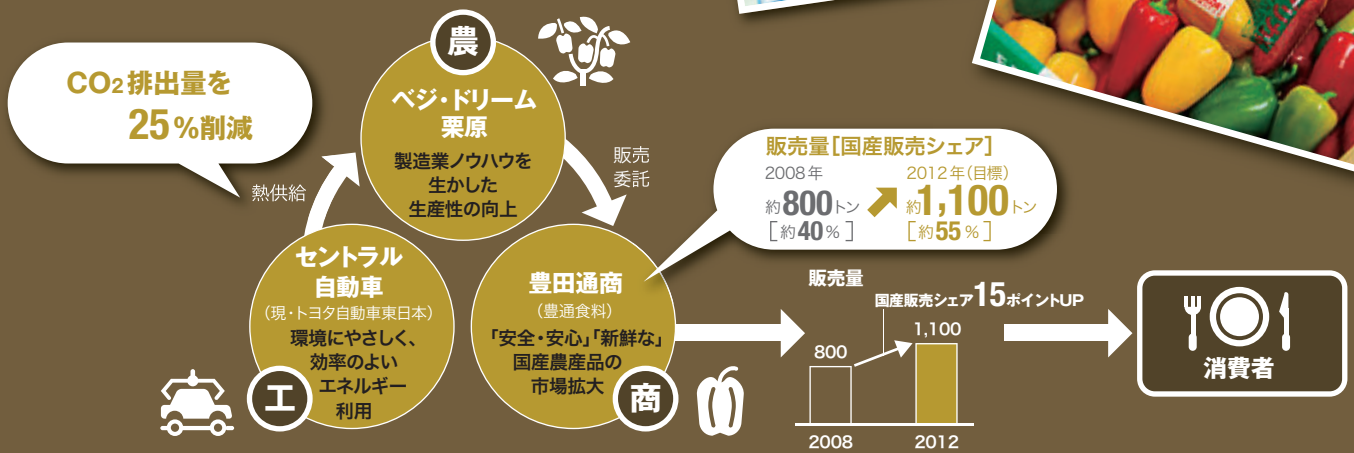 CO2排出量を
25%削減
熱供給
農
ベジ・ドリーム
栗原
製造業ノウハウを
生かした
生産性の向上
販売
委託
セントラル
自動車
(現・トヨタ自動車東日本)
環境にやさしく、
効率のよい
エネルギー
利用
工
豊田通商
(豊通食料)
「安全・安心」「新鮮な」
国産農産品の
市場拡大
商
販売量[国産販売シェア]
2008年
約800トン
[約40%]
2012年(目標)
約1,100トン
[約55%]
販売量
国産販売シェア15ポイントUP
800
1,100
2008
2012
消費者